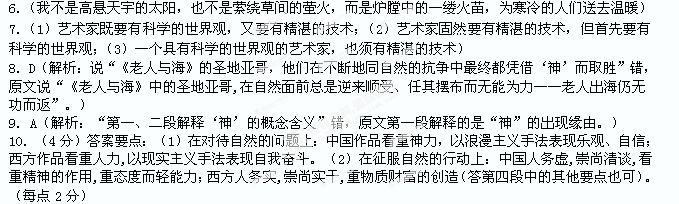 6.（我不是高悬天宇的太阳，也不是萦绕草间的萤火，而是炉膛中的一缕火苗，为寒冷的人们送去温暖）
7.（1）艺术家既要有科学的世界观，又要有精湛的技术；（2）艺术家固然要有精湛的技术，但首先要有
科学的世界观；（3）一个具有科学的世界观的艺术家，也须有精湛的技术）
8. D（解析：说“《老人与海》的圣地亚哥，他们在不断地同自然的抗争中最终都凭借‘神’而取胜”错，
原文说“。《老人与海》中的圣地亚哥,在自然面前总是逆来顺受、任其摆布而无能为力——老人出海仍无
功而返”。）
9. A（解析：“第一、二段解释‘神’的概念含义”错，原文第一段解释的是“神”的出现缘由。）
10.（4分）答案要点：（1）在对待自然的问题上：中国作品看重神力，以浪漫主义手法表现乐观、自信；
西方作品看重人力,以现实主义手法表现自我奋斗。（2）在征服自然的行动上：中国人务虚,崇尚清谈,看
重精神的作用,重态度而轻能力；西方人务实,崇尚实干,重物质财富的创造(答第四段中的其他要点也可)。
（每点2分）